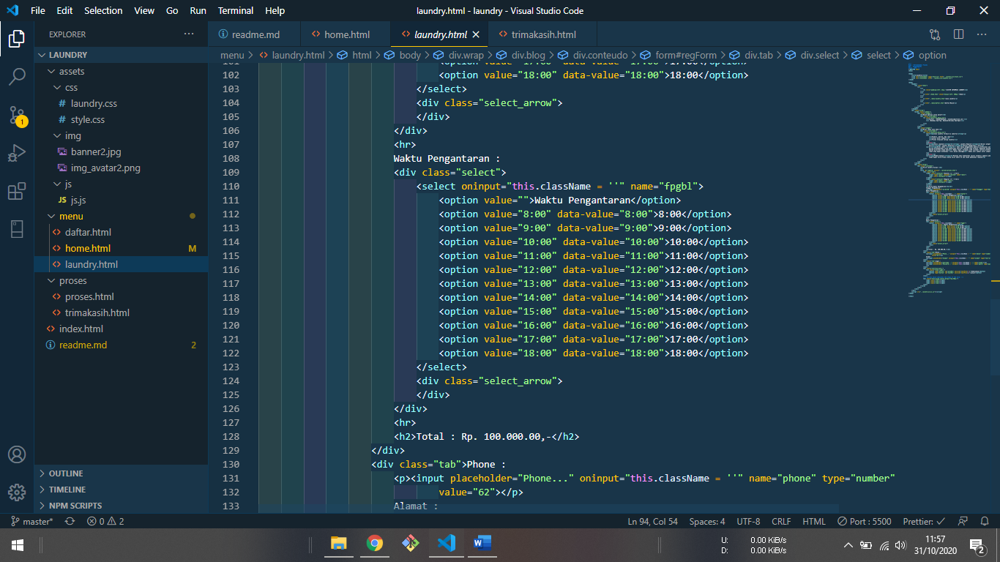 File Edit Selection View Go Run Terminal Help laundry.html - laundry - Visual Studio Code
EXPLORER
readme.md home.html laundry.html trimakasih.html
LAUNDRY
menu > laundry.html > html > body > div.wrap > div.blog > div.conteudo > form#regForm > div.tab > div.select > select > option
assets
css
laundry.css
style.css
img
banner2.jpg
img_avatar2.png
js
JS js.js
menu
daftar.html
home.html M
laundry.html
proses
proses.html
trimakasih.html
index.html
readme.md 2
OUTLINE
TIMELINE
NPM SCRIPTS
1
101 <option value="17:00" data-value="17:00">17:00</option>
102 <option value="18:00" data-value="18:00">18:00</option>
103 </select>
104 <div class="select_arrow">
105 </div>
106 </div>
107 <hr>
108 Waktu Pengantaran :
109 <div class="select">
110 <select oninput="this.className = ''" name="fpgbl">
111 <option value="">Waktu Pengantaran</option>
112 <option value="8:00" data-value="8:00">8:00</option>
113 <option value="9:00" data-value="9:00">9:00</option>
114 <option value="10:00" data-value="10:00">10:00</option>
115 <option value="11:00" data-value="11:00">11:00</option>
116 <option value="12:00" data-value="12:00">12:00</option>
117 <option value="13:00" data-value="13:00">13:00</option>
118 <option value="14:00" data-value="14:00">14:00</option>
119 <option value="15:00" data-value="15:00">15:00</option>
120 <option value="16:00" data-value="16:00">16:00</option>
121 <option value="17:00" data-value="17:00">17:00</option>
122 <option value="18:00" data-value="18:00">18:00</option>
123 </select>
124 <div class="select_arrow">
125 </div>
126 </div>
127 <hr>
128 <h2>Total : Rp. 100.000.00,-</h2>
129 </div>
130 <div class="tab">Phone :
131 <p><input placeholder="Phone..." oninput="this.className = ''" name="phone" type="number"
132 value="62"></p>
133 Alamat :
master* 0 2 Ln 94, Col 54 Spaces: 4 UTF-8 CRLF HTML Port : 5500 Prettier: ✓
U: 0.00 KiB/s
D: 0.00 KiB/s
11:57
31/10/2020
2